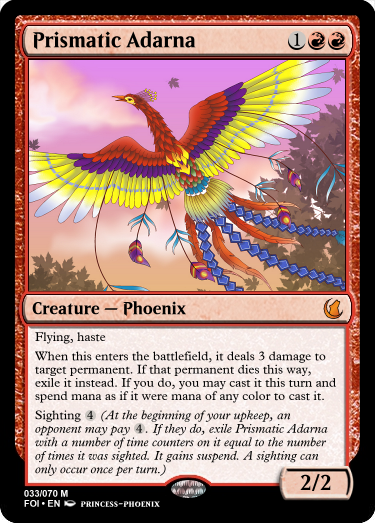 Prismatic Adarna 1
Creature — Phoenix
Flying, haste
When this enters the battlefield, it deals 3 damage to
target permanent. If that permanent dies this way,
exile it instead. If you do, you may cast it this turn and
spend mana as if it were mana of any color to cast it.
Sighting 4 (At the beginning of your upkeep, an
opponent may pay 4. If they do, exile Prismatic Adarna
with a number of time counters on it equal to the number
of times it was sighted. It gains suspend. A sighting can
only occur once per turn.)
2/2
033/070 M
FOI • EN PRINCESS-PHOENIX